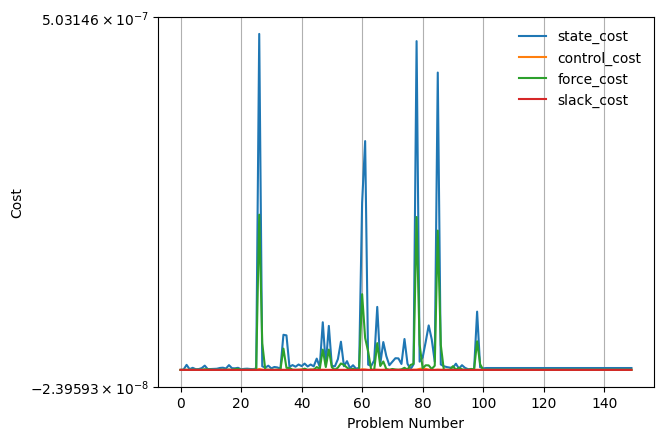 5.03146 × 10⁻⁷
state_cost
control_cost
force_cost
slack_cost
Cost
−2.39593 × 10⁻⁸
0 20 40 60 80 100 120 140
Problem Number